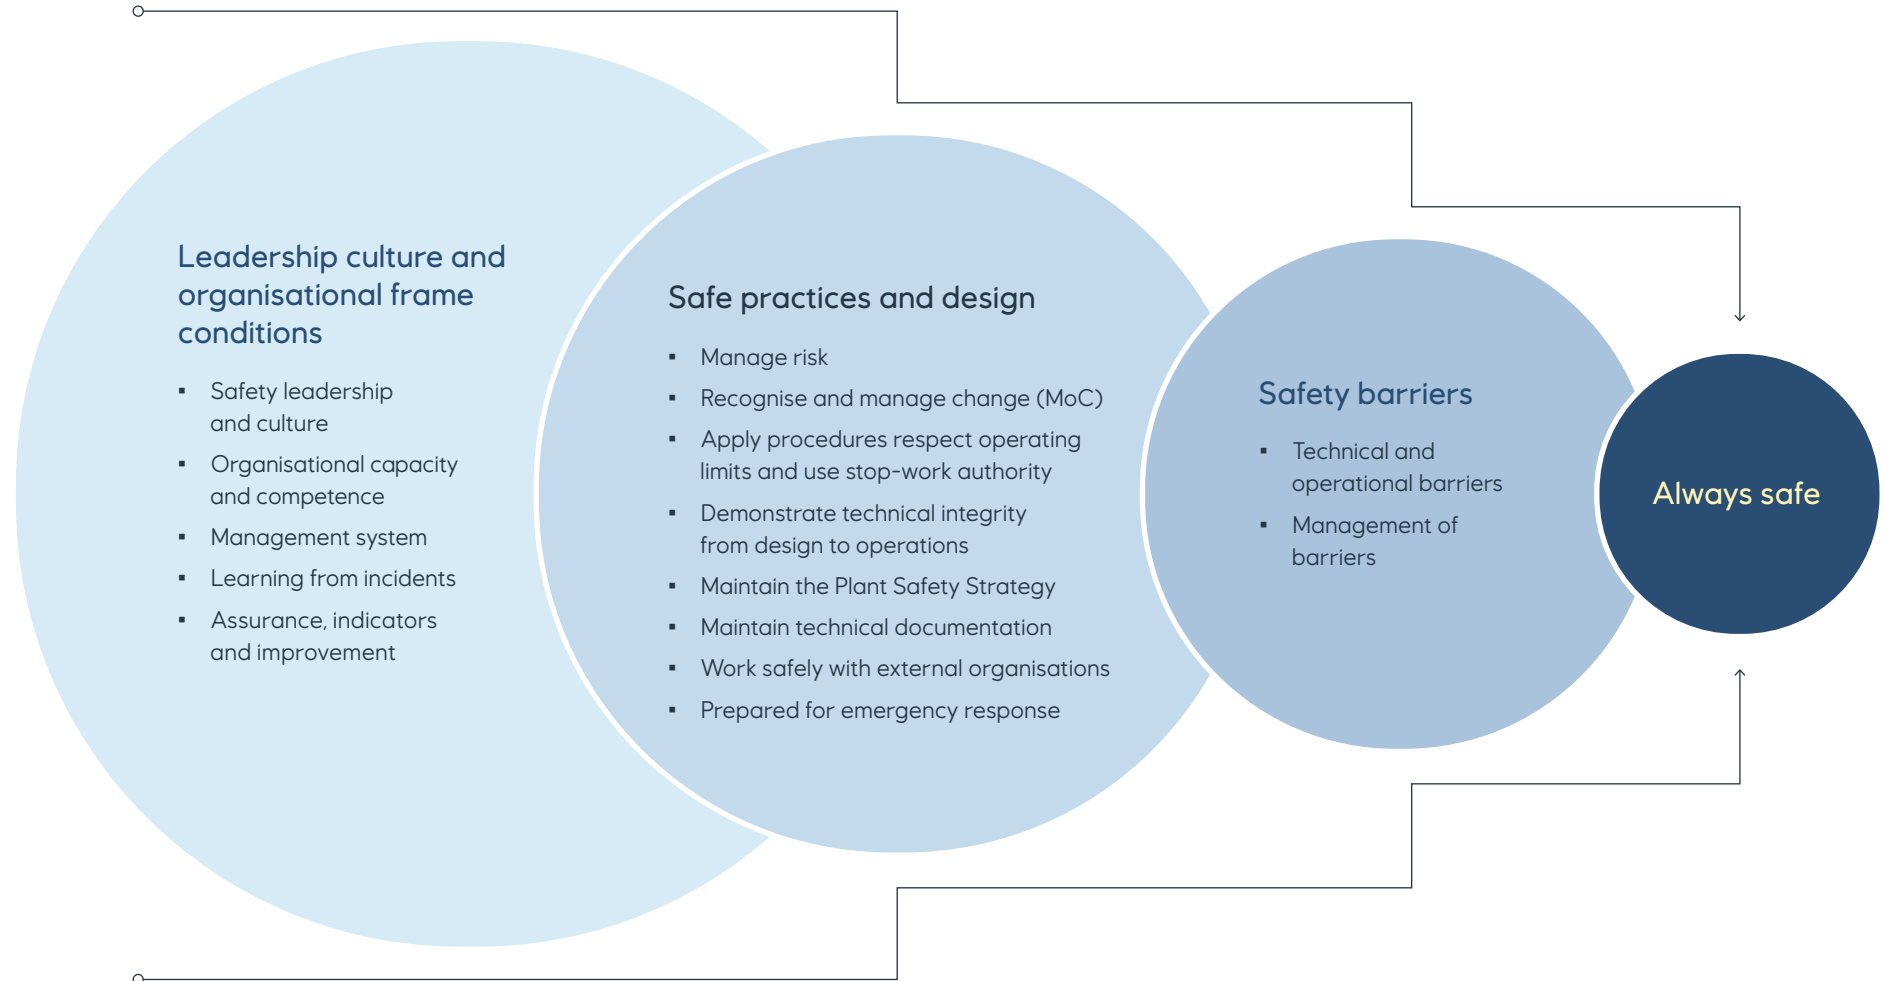 Leadership culture and
organisational frame
conditions
▪ Safety leadership
and culture
▪ Organisational capacity
and competence
▪ Management system
▪ Learning from incidents
▪ Assurance, indicators
and improvement
Safe practices and design
▪ Manage risk
▪ Recognise and manage change (MoC)
▪ Apply procedures respect operating
limits and use stop-work authority
▪ Demonstrate technical integrity
from design to operations
▪ Maintain the Plant Safety Strategy
▪ Maintain technical documentation
▪ Work safely with external organisations
▪ Prepared for emergency response
Safety barriers
▪ Technical and
operational barriers
▪ Management of
barriers
Always safe